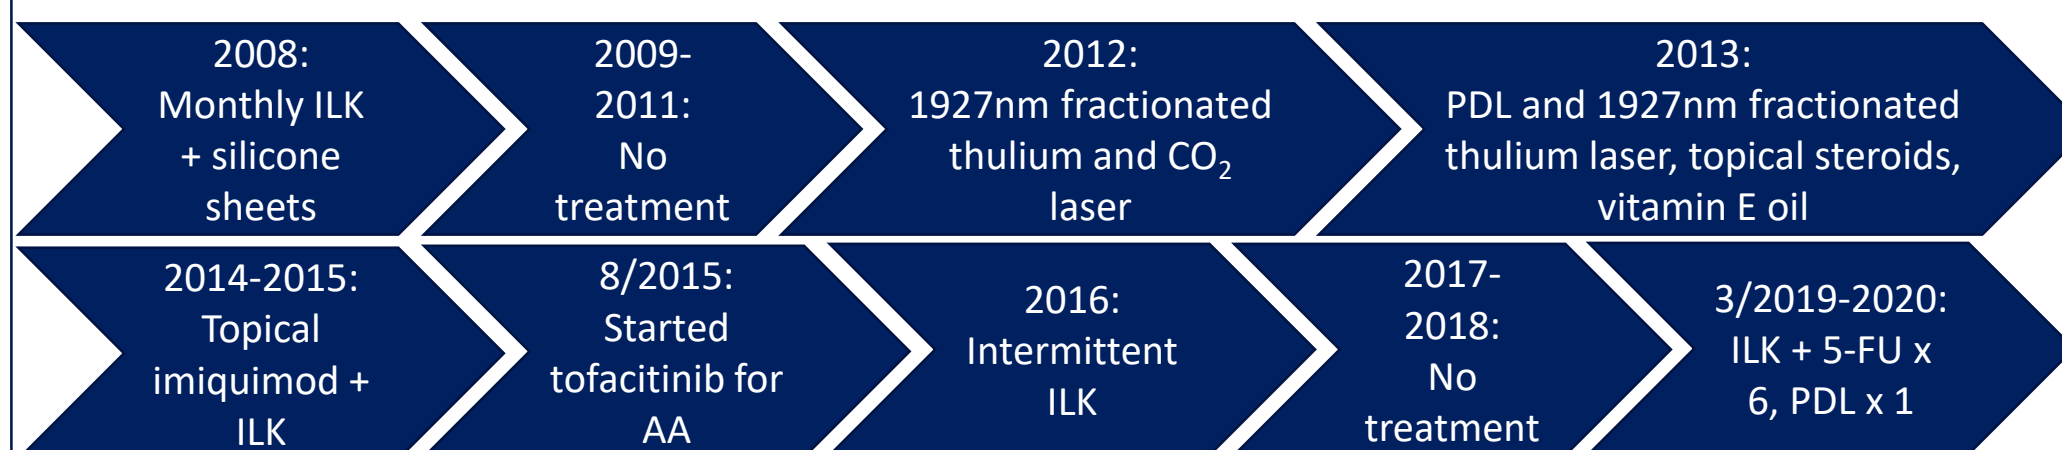 2008:
Monthly ILK
+ silicone
sheets
2009-
2011:
No
treatment
2012:
1927nm fractionated
thulium and CO₂
laser
2013:
PDL and 1927nm fractionated
thulium laser, topical steroids,
vitamin E oil
2014-2015:
Topical
imiquimod +
ILK
8/2015:
Started
tofacitinib for
AA
2016:
Intermittent
ILK
2017-
2018:
No
treatment
3/2019-2020:
ILK + 5-FU x
6, PDL x 1